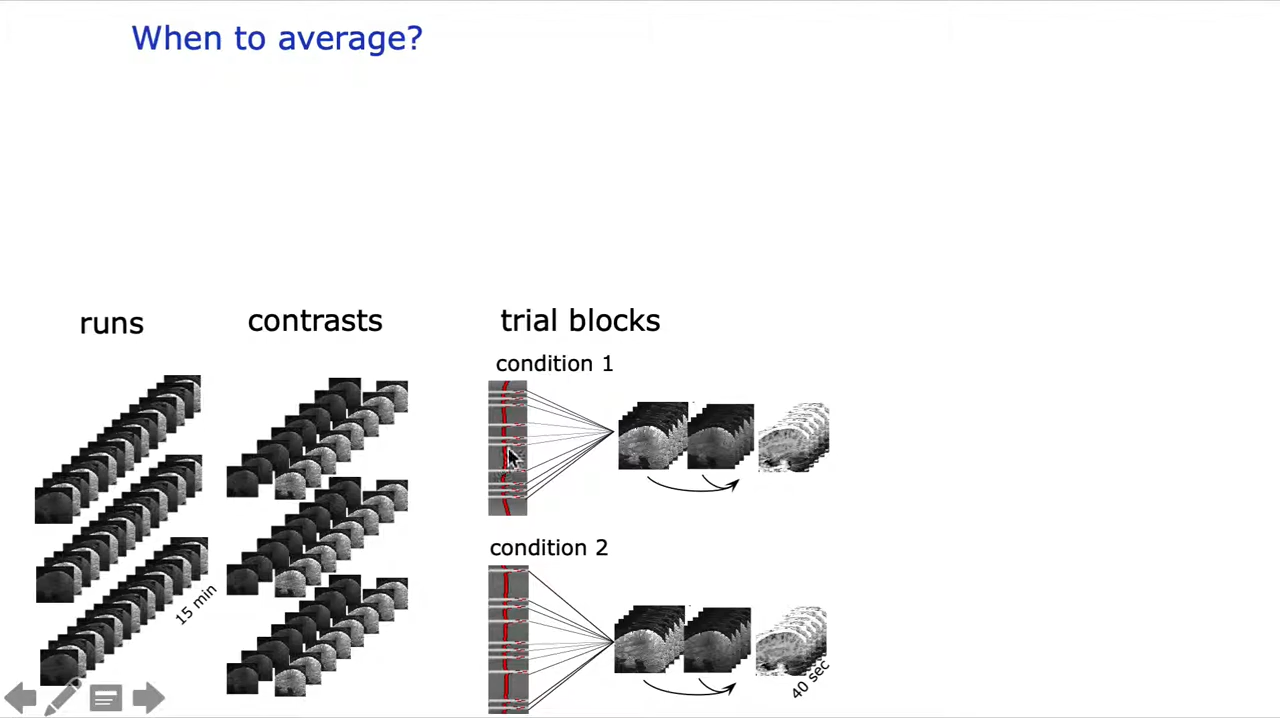 When to average?
runs
contrasts
trial blocks
condition 1
condition 2
15 min
40 sec